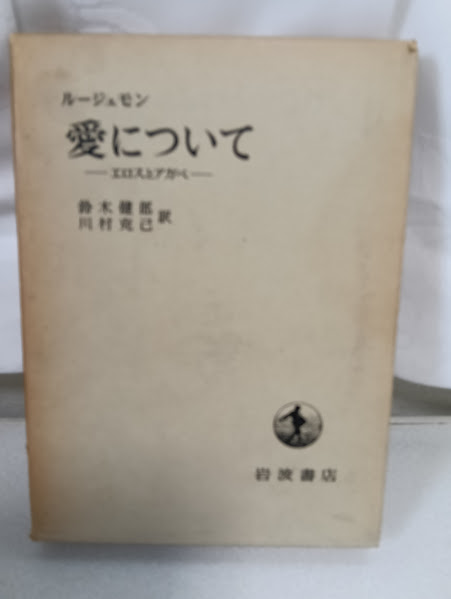 ルージュモン
愛について
――エロスとアガペ――
鈴木健郎
川村克己 訳
岩波書店